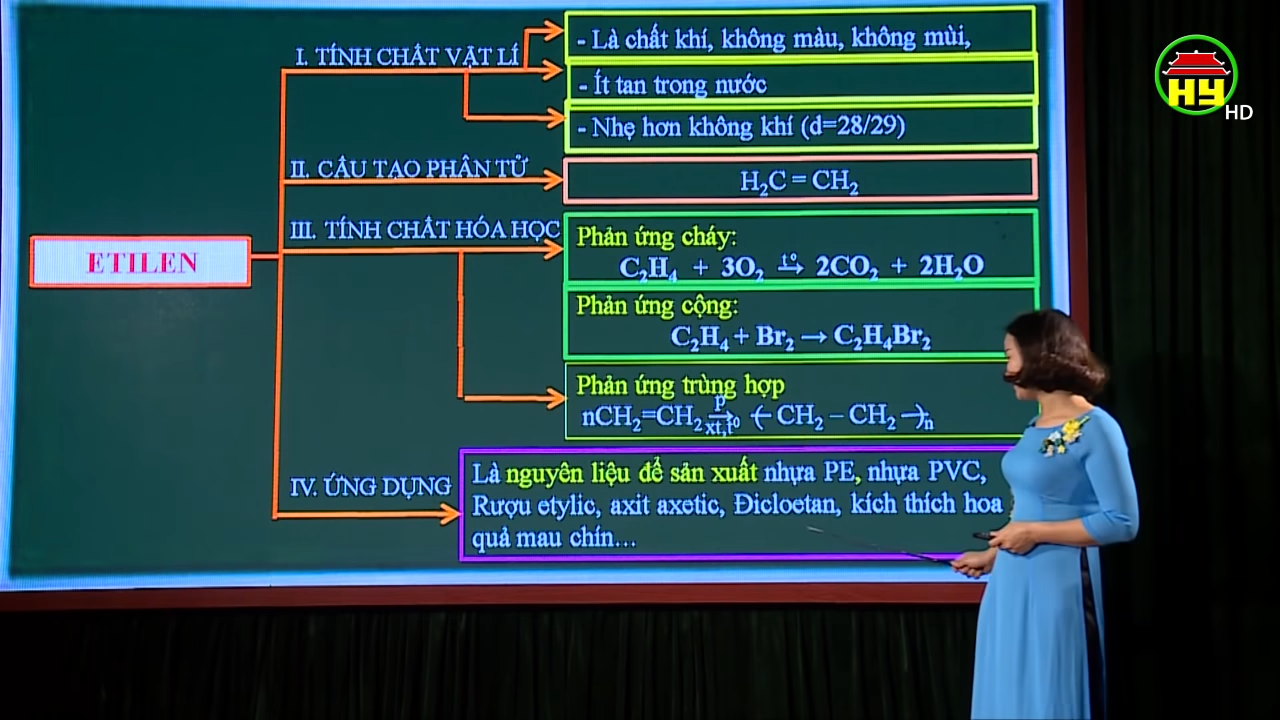 I. TÍNH CHẤT VẬT LÍ
- Là chất khí, không màu, không mùi,
- Ít tan trong nước
- Nhẹ hơn không khí (d=28/29)
II. CẤU TẠO PHÂN TỬ
H₂C = CH₂
ETILEN
III. TÍNH CHẤT HÓA HỌC
Phản ứng cháy:
C₂H₄ + 3O₂ t° → 2CO₂ + 2H₂O
Phản ứng cộng:
C₂H₄ + Br₂ → C₂H₄Br₂
Phản ứng trùng hợp
p
nCH₂=CH₂ → (- CH₂ – CH₂ -)n
xt,t⁰
IV. ỨNG DỤNG
Là nguyên liệu để sản xuất nhựa PE, nhựa PVC,
Rượu etylic, axit axetic, Đicloetan, kích thích hoa
quả mau chín...
HY
HD